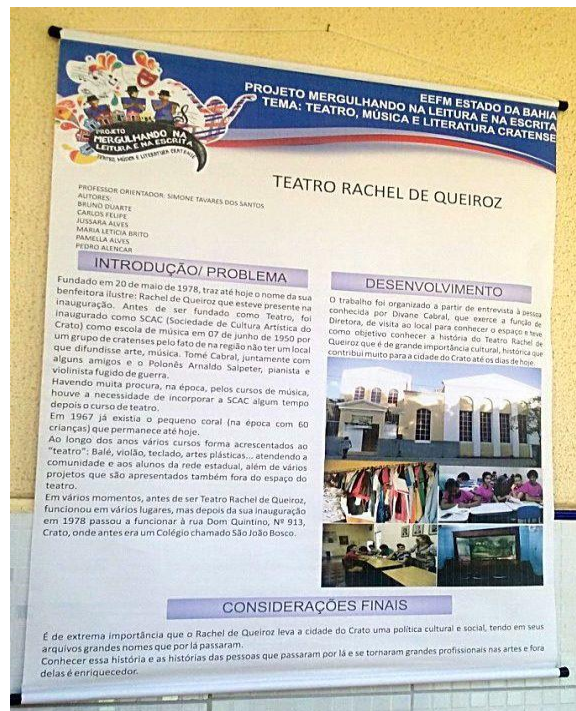 EEFM ESTADO DA BAHIA
PROJETO MERGULHANDO NA LEITURA E NA ESCRITA
TEMA: TEATRO, MÚSICA E LITERATURA CRATENSE
PROJETO
MERGULHANDO NA
LEITURA E NA ESCRITA
TEATRO, MÚSICA E LITERATURA CRATENSE
TEATRO RACHEL DE QUEIROZ
PROFESSOR ORIENTADOR: SIMONE TAVARES DOS SANTOS
AUTORES:
BRUNO DUARTE
CARLOS FELIPE
JUSSARA ALVES
MARIA LETICIA BRITO
PAMELLA ALVES
PEDRO ALENCAR
INTRODUÇÃO/ PROBLEMA
Fundado em 20 de maio de 1978, traz até hoje o nome da sua
benfeitora ilustre: Rachel de Queiroz que esteve presente na
inauguração. Antes de ser fundado como Teatro, foi
inaugurado como SCAC (Sociedade de Cultura Artística do
Crato) como escola de música em 07 de junho de 1950 por
um grupo de cratenses pelo fato de na região não ter um local
que difundisse arte, música. Tomé Cabral, juntamente com
alguns amigos e o Polonês Arnaldo Salpeter, pianista e
violinista fugido de guerra.
Havendo muita procura, na época, pelos cursos de música,
houve a necessidade de incorporar a SCAC algum tempo
depois o curso de teatro.
Em 1967 já existia o pequeno coral (na época com 60
crianças) que permanece até hoje.
Ao longo dos anos vários cursos forma acrescentados ao
"teatro": Balé, violão, teclado, artes plásticas... atendendo a
comunidade e aos alunos da rede estadual, além de vários
projetos que são apresentados também fora do espaço do
teatro.
Em vários momentos, antes de ser Teatro Rachel de Queiroz,
funcionou em vários lugares, mas depois da sua inauguração
em 1978 passou a funcionar à rua Dom Quintino, Nº 913,
Crato, onde antes era um Colégio chamado São João Bosco.
DESENVOLVIMENTO
O trabalho foi organizado a partir de entrevista à pessoa
conhecida por Divane Cabral, que exerce a função de
Diretora, de visita ao local para conhecer o espaço e teve
como objetivo conhecer a história do Teatro Rachel de
Queiroz que é de grande importância cultural, histórica que
contribui muito para a cidade do Crato até os dias de hoje.
CONSIDERAÇÕES FINAIS
É de extrema importância que o Rachel de Queiroz leva a cidade do Crato uma política cultural e social, tendo em seus
arquivos grandes nomes que por lá passaram.
Conhecer essa história e as histórias das pessoas que passaram por lá e se tornaram grandes profissionais nas artes e fora
delas é enriquecedor.